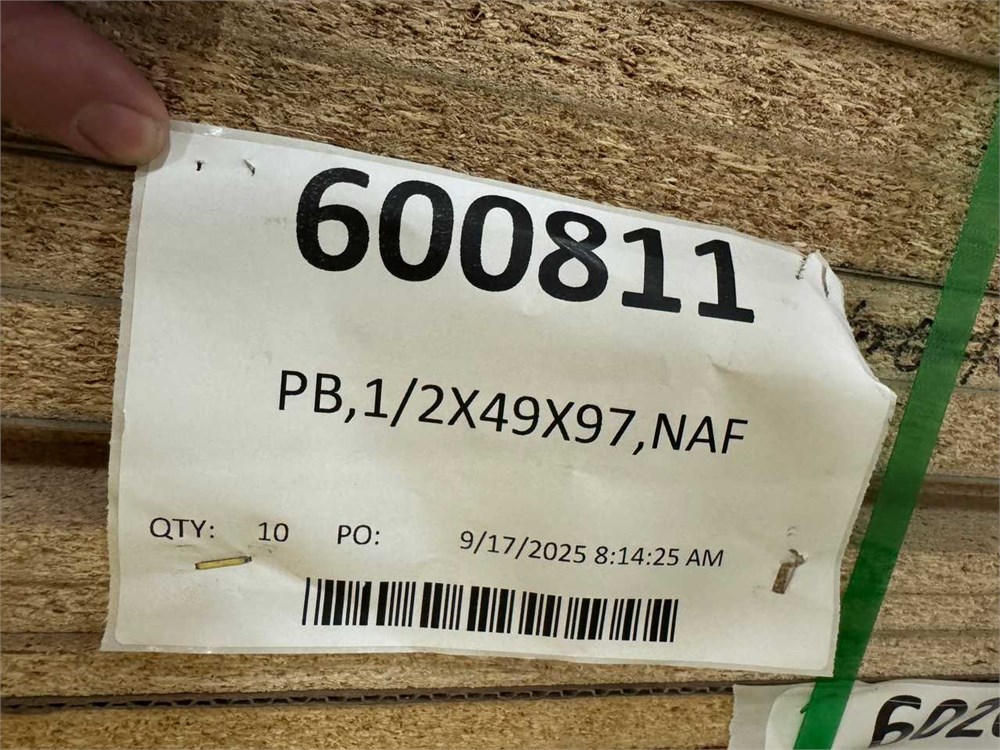 600811
PB,1/2X49X97,NAF
QTY: 10 PO: 9/17/2025 8:14:25 AM